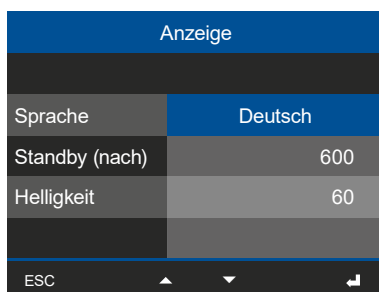 Anzeige
Sprache Deutsch
Standby (nach) 600
Helligkeit 60
ESC